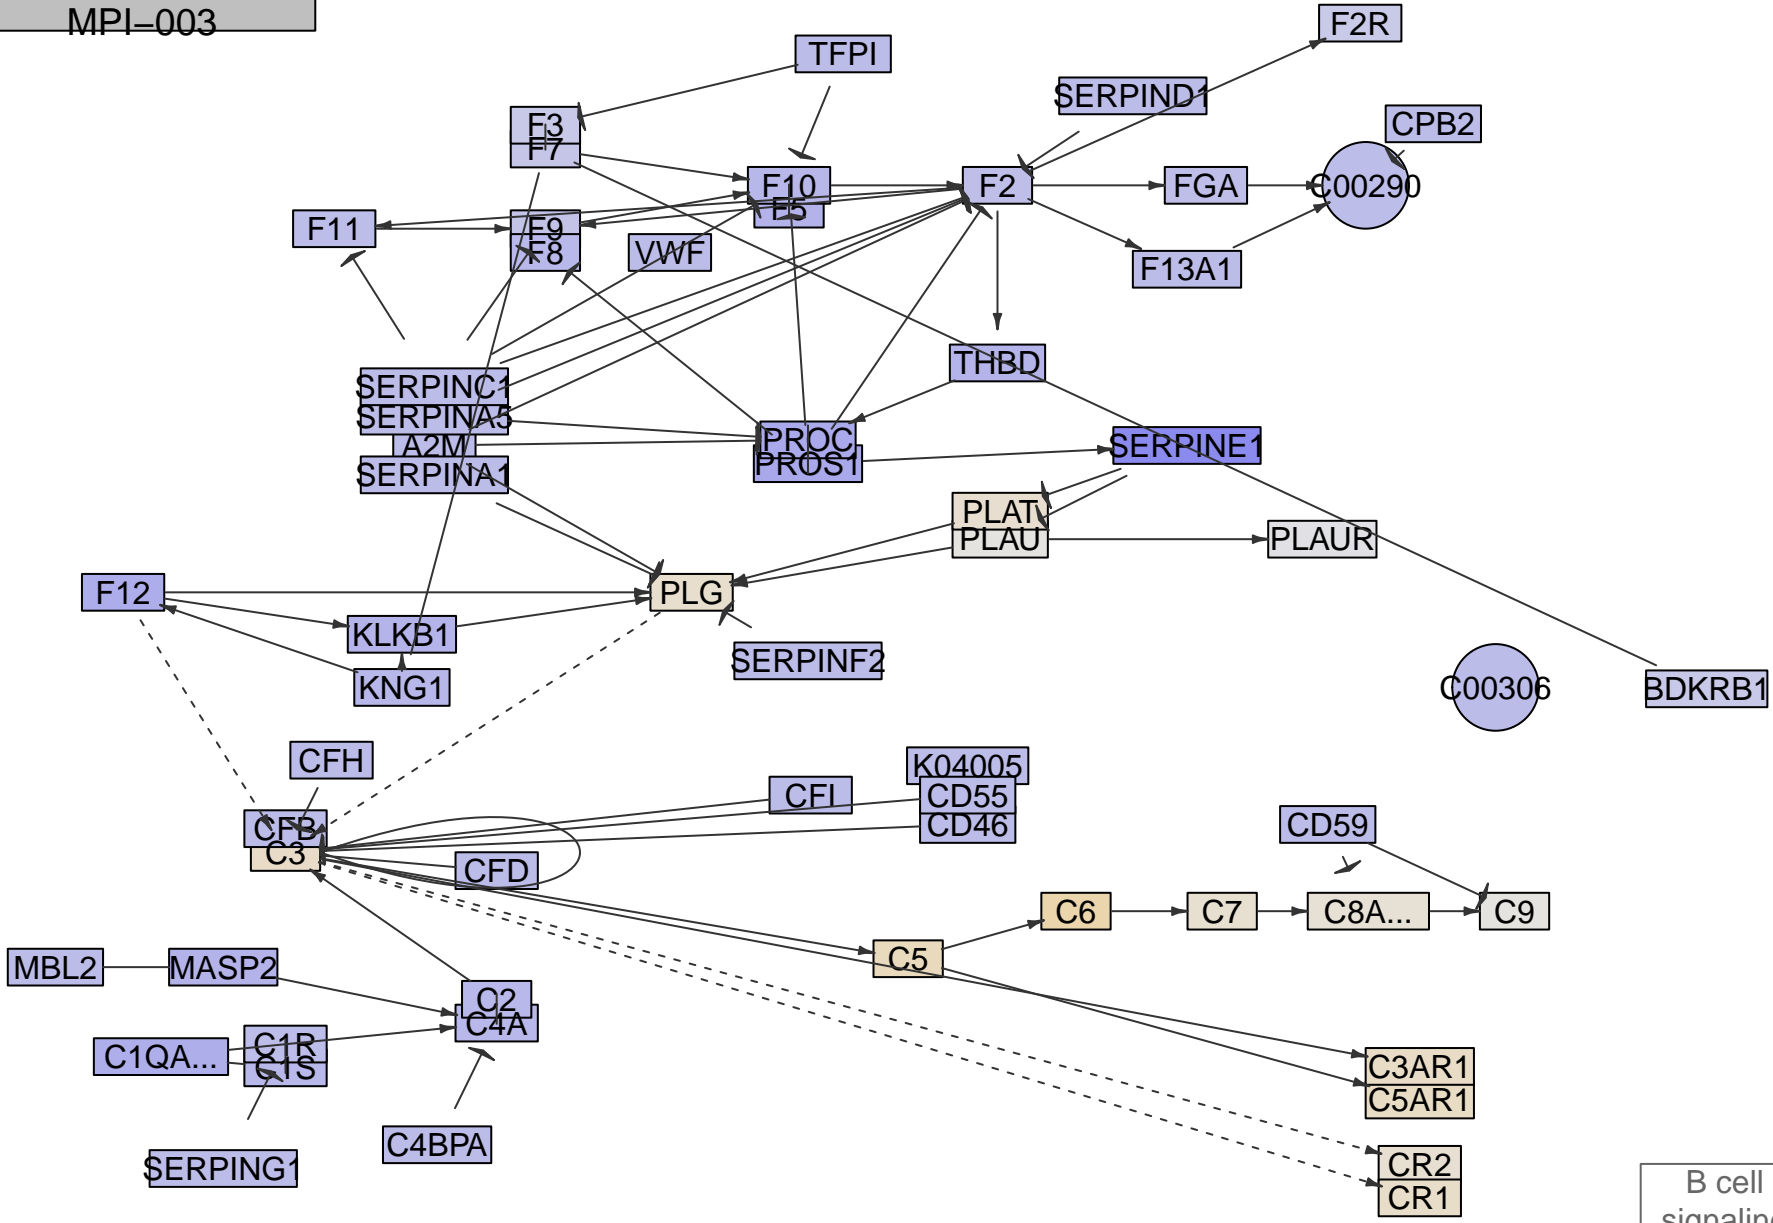 MPI–003
F2R
TFPI
SERPIND1
CPB2
F3
F7
F10
F5
F2
FGA
C00290
F11
F9
F8
VWF
F13A1
THBD
SERPINC1
SERPINA5
A2M
SERPINA1
PROC
PROS1
SERPINE1
PLAT
PLAU
PLAUR
F12
PLG
KLKB1
KNG1
SERPINF2
C00306
BDKRB1
CFH
CFB
C3
CFI
K04005
CD55
CD46
CD59
CFD
C6
C7
C8A...
C9
C5
MBL2
MASP2
C2
C4A
C1QA...
C1R
C1S
C3AR1
C5AR1
C4BPA
SERPING1
CR2
CR1
B cell
signaling